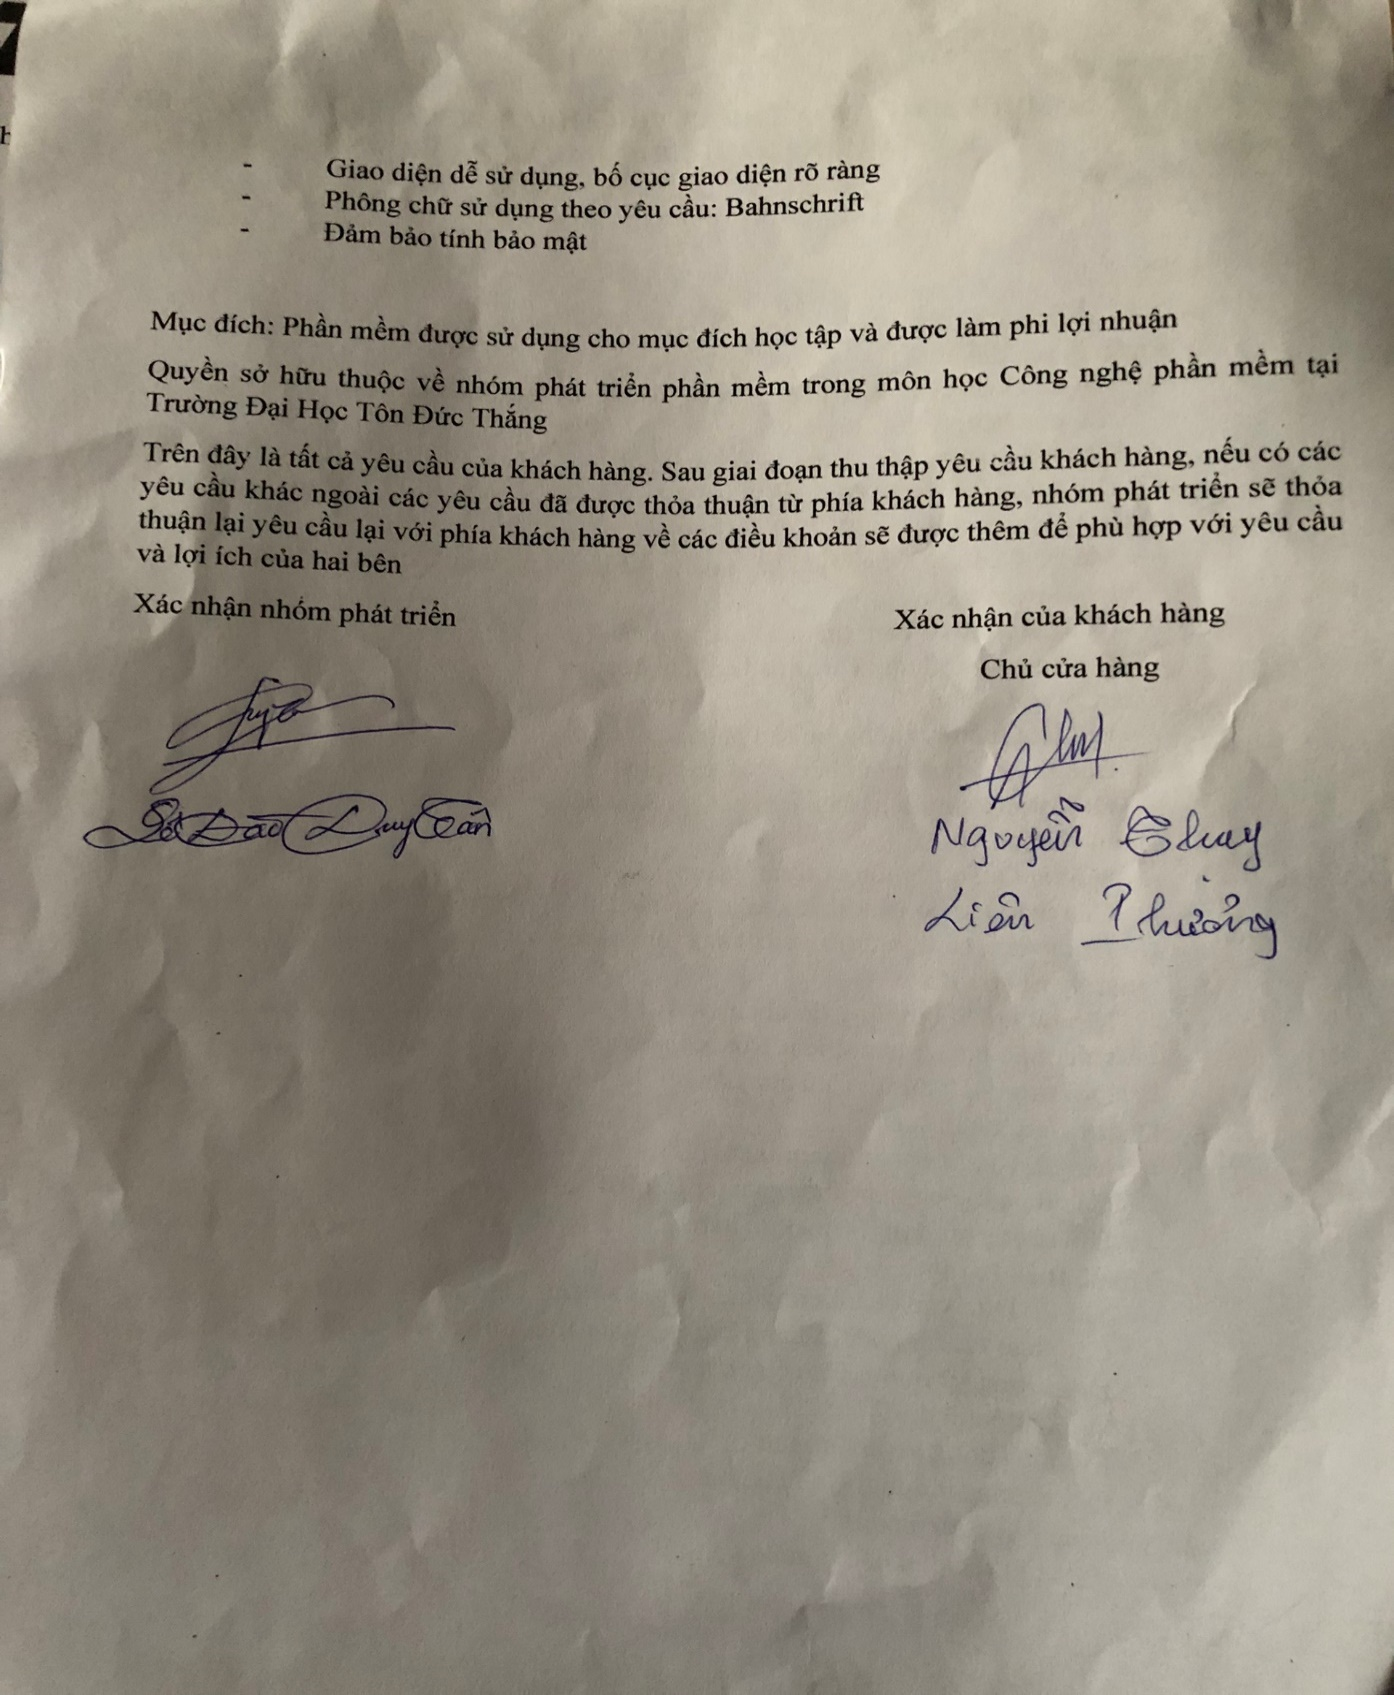 - Giao diện dễ sử dụng, bố cục giao diện rõ ràng
- Phông chữ sử dụng theo yêu cầu: Bahnschrift
- Đảm bảo tính bảo mật
Mục đích: Phần mềm được sử dụng cho mục đích học tập và được làm phi lợi nhuận
Quyền sở hữu thuộc về nhóm phát triển phần mềm trong môn học Công nghệ phần mềm tại
Trường Đại Học Tôn Đức Thắng
Trên đây là tất cả yêu cầu của khách hàng. Sau giai đoạn thu thập yêu cầu khách hàng, nếu có các
yêu cầu khác ngoài các yêu cầu đã được thỏa thuận từ phía khách hàng, nhóm phát triển sẽ thỏa
thuận lại yêu cầu lại với phía khách hàng về các điều khoản sẽ được thêm để phù hợp với yêu cầu
và lợi ích của hai bên
Xác nhận nhóm phát triển
Xác nhận của khách hàng
Chủ cửa hàng
Đào Duy
Nguyễn Thuy
Liên Phượng